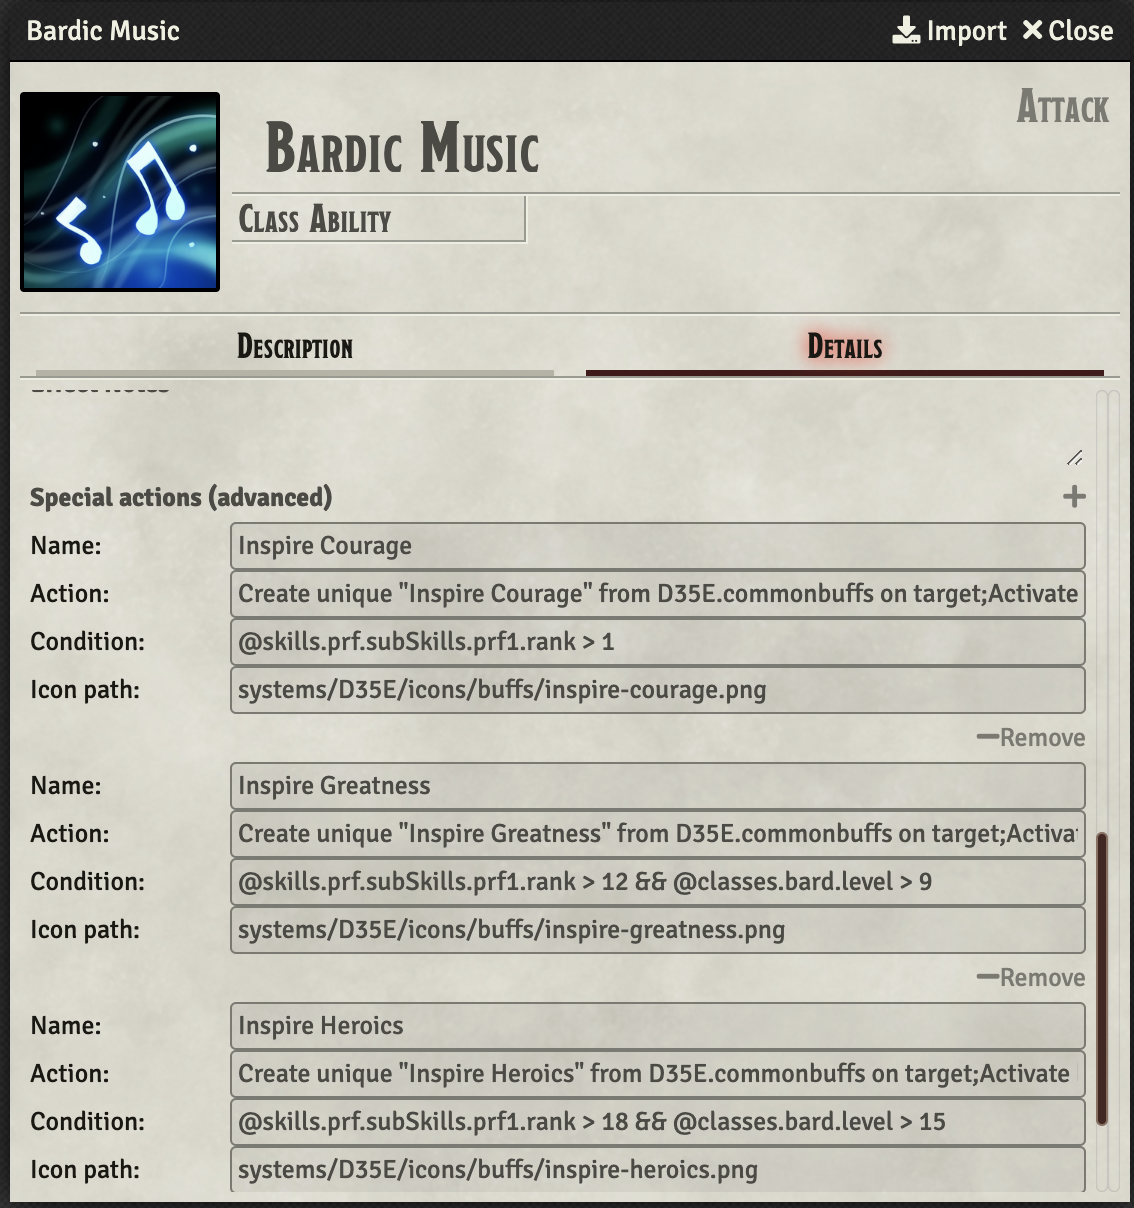 Bardic Music
Import
Close
Attack
Bardic Music
Class Ability
Description
Details
Special actions (advanced)
Name:
Inspire Courage
Action:
Create unique "Inspire Courage" from D35E.commonbuffs on target;Activate
Condition:
@skills.prf.subSkills.prf1.rank > 1
Icon path:
systems/D35E/icons/buffs/inspire-courage.png
Remove
Name:
Inspire Greatness
Action:
Create unique "Inspire Greatness" from D35E.commonbuffs on target;Activa
Condition:
@skills.prf.subSkills.prf1.rank > 12 && @classes.bard.level > 9
Icon path:
systems/D35E/icons/buffs/inspire-greatness.png
Remove
Name:
Inspire Heroics
Action:
Create unique "Inspire Heroics" from D35E.commonbuffs on target;Activate
Condition:
@skills.prf.subSkills.prf1.rank > 18 && @classes.bard.level > 15
Icon path:
systems/D35E/icons/buffs/inspire-heroics.png